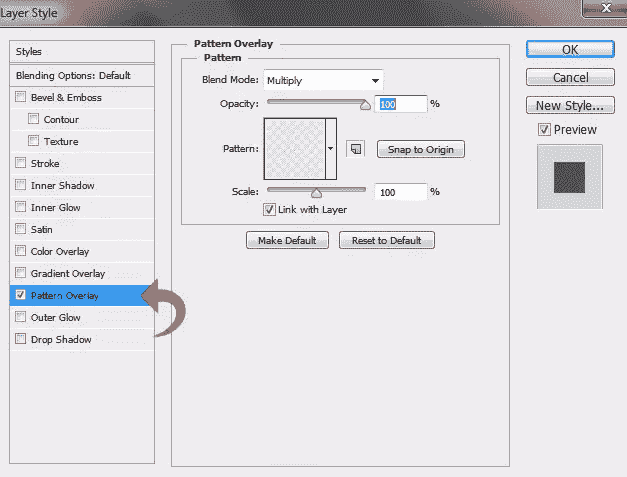 Layer Style
Styles
Blending Options: Default
Bevel & Emboss
Contour
Texture
Stroke
Inner Shadow
Inner Glow
Satin
Color Overlay
Gradient Overlay
Pattern Overlay
Outer Glow
Drop Shadow
Pattern Overlay
Pattern
Blend Mode: Multiply
Opacity: 100 %
Pattern: Snap to Origin
Scale: 100 %
Link with Layer
Make Default Reset to Default
OK
Cancel
New Style...
Preview